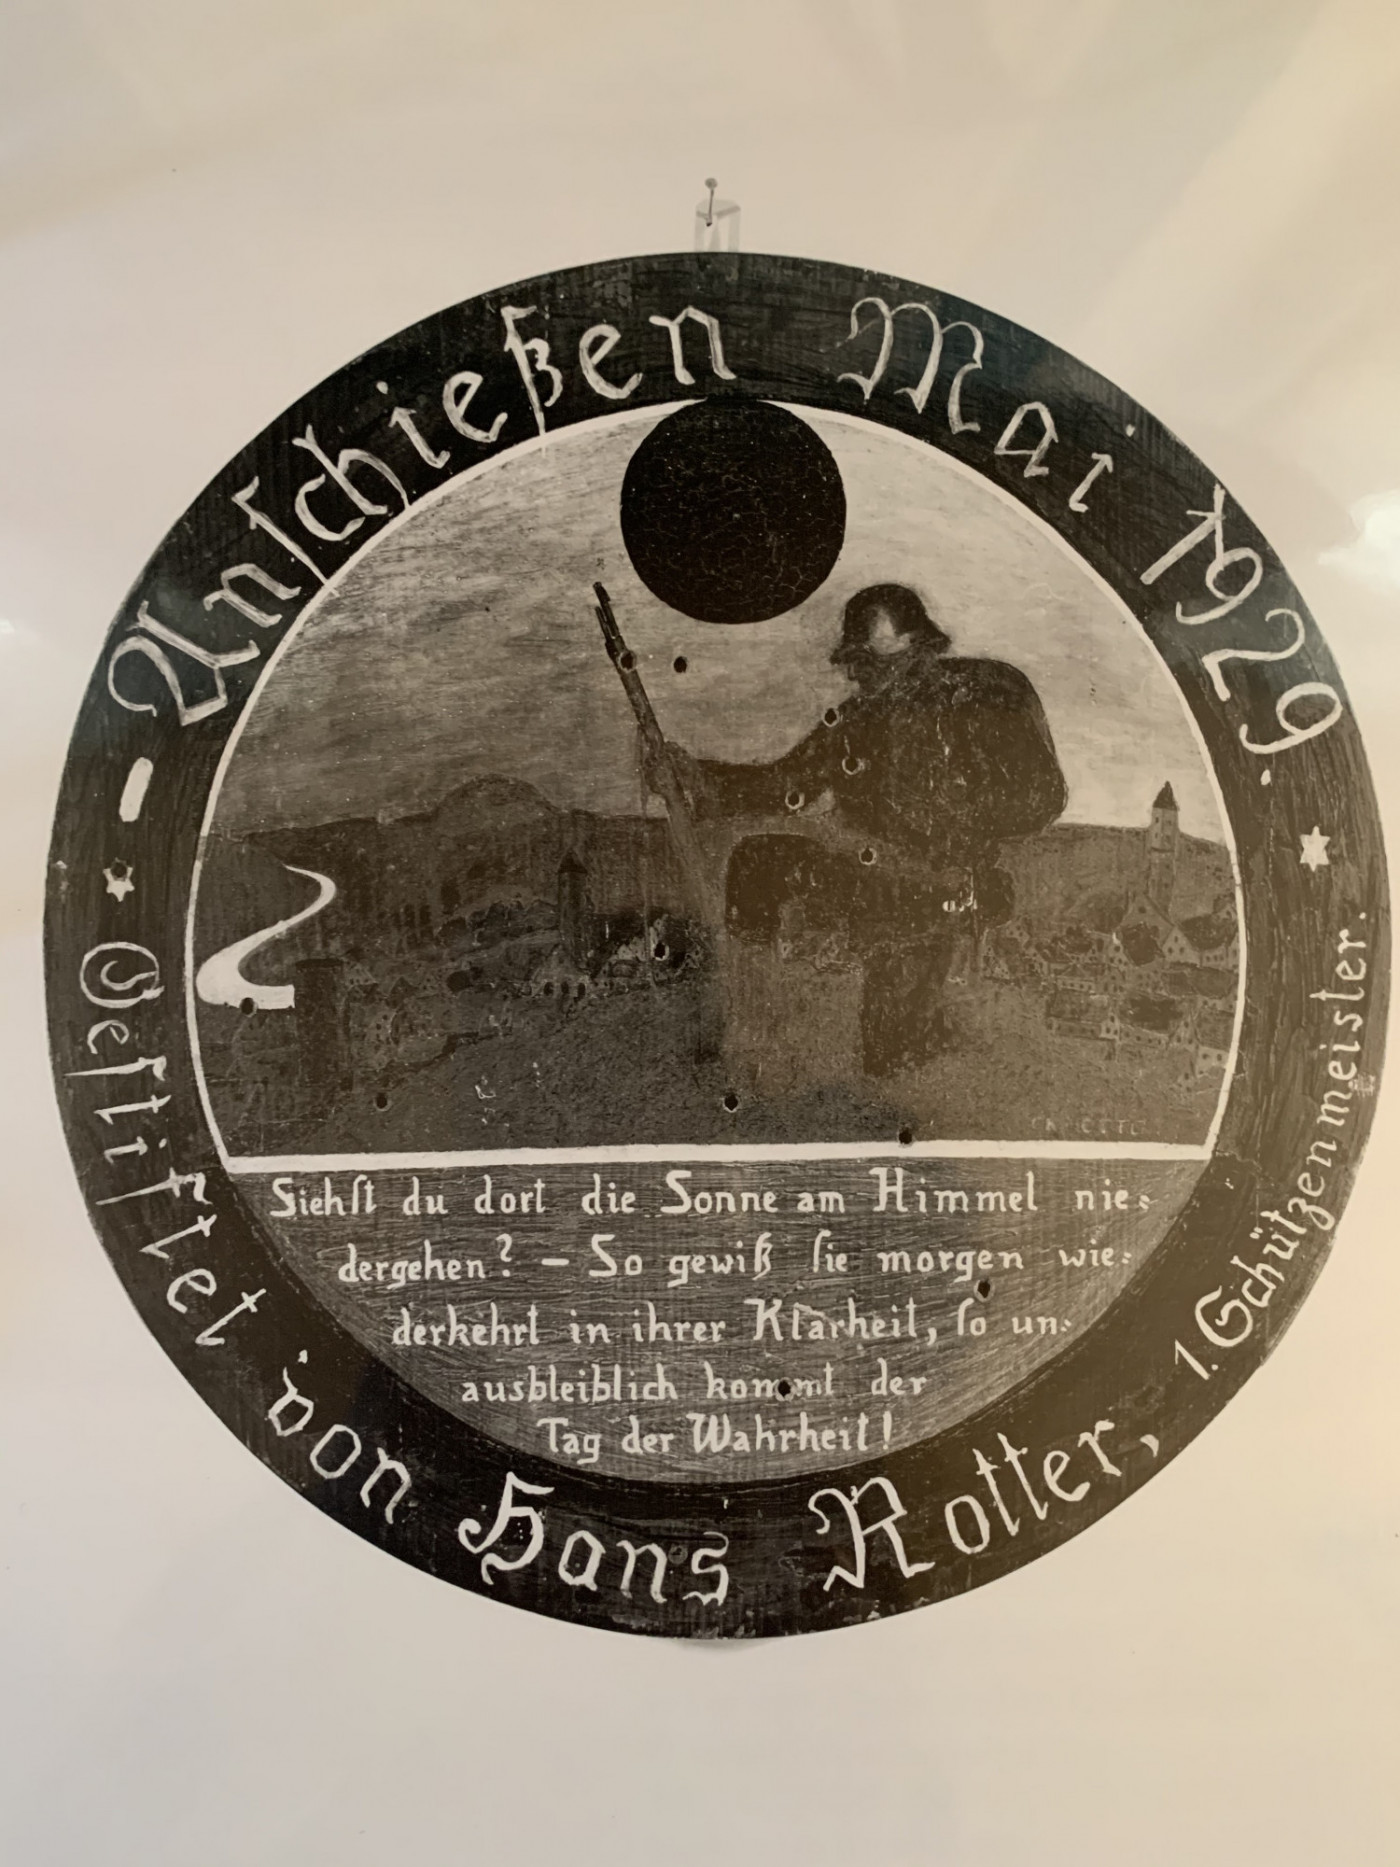 – Anſchießen Mai 1929.
Geſtiftet von Hans Rotter, 1. Schützenmeister.
Siehſt du dort die Sonne am Himmel nie=
dergehen? – So gewiß ſie morgen wie=
derkehrt in ihrer Klarheit, ſo un=
ausbleiblich kommt der
Tag der Wahrheit!